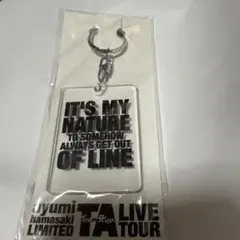 IT'S MY
NATURE
TO SOMEHOW
ALWAYS GET OUT
OF LINE
ayumi
hamasaki
LIMITED
TA
LIVE
TOUR